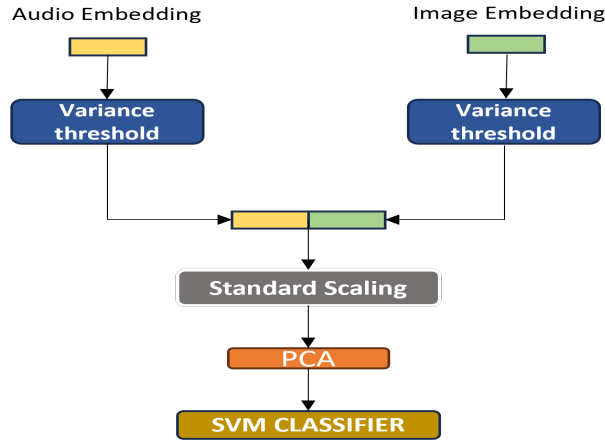 Audio Embedding
Image Embedding
Variance
threshold
Variance
threshold
Standard Scaling
PCA
SVM CLASSIFIER